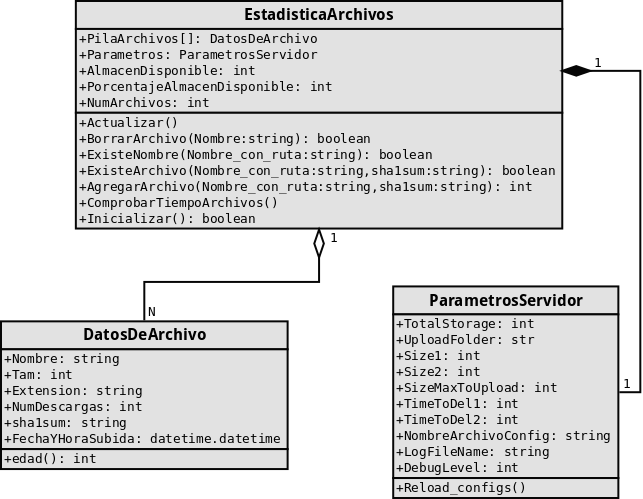 EstadisticaArchivos
+PilaArchivos[]: DatosDeArchivo
+Parametros: ParametrosServidor
+AlmacenDisponible: int
+PorcentajeAlmacenDisponible: int
+NumArchivos: int
+Actualizar()
+BorrarArchivo(Nombre:string): boolean
+ExisteNombre(Nombre_con_ruta:string): boolean
+ExisteArchivo(Nombre_con_ruta:string,sha1sum:string): boolean
+AgregarArchivo(Nombre_con_ruta:string,sha1sum:string): int
+ComprobarTiempoArchivos()
+Inicializar(): boolean
1
1
N
DatosDeArchivo
+Nombre: string
+Tam: int
+Extension: string
+NumDescargas: int
+sha1sum: string
+FechaYHoraSubida: datetime.datetime
+edad(): int
ParametrosServidor
+TotalStorage: int
+UploadFolder: str
+Size1: int
+Size2: int
+SizeMaxToUpload: int
+TimeToDel1: int
+TimeToDel2: int
+NombreArchivoConfig: string
+LogFileName: string
+DebugLevel: int
+Reload_configs()
1